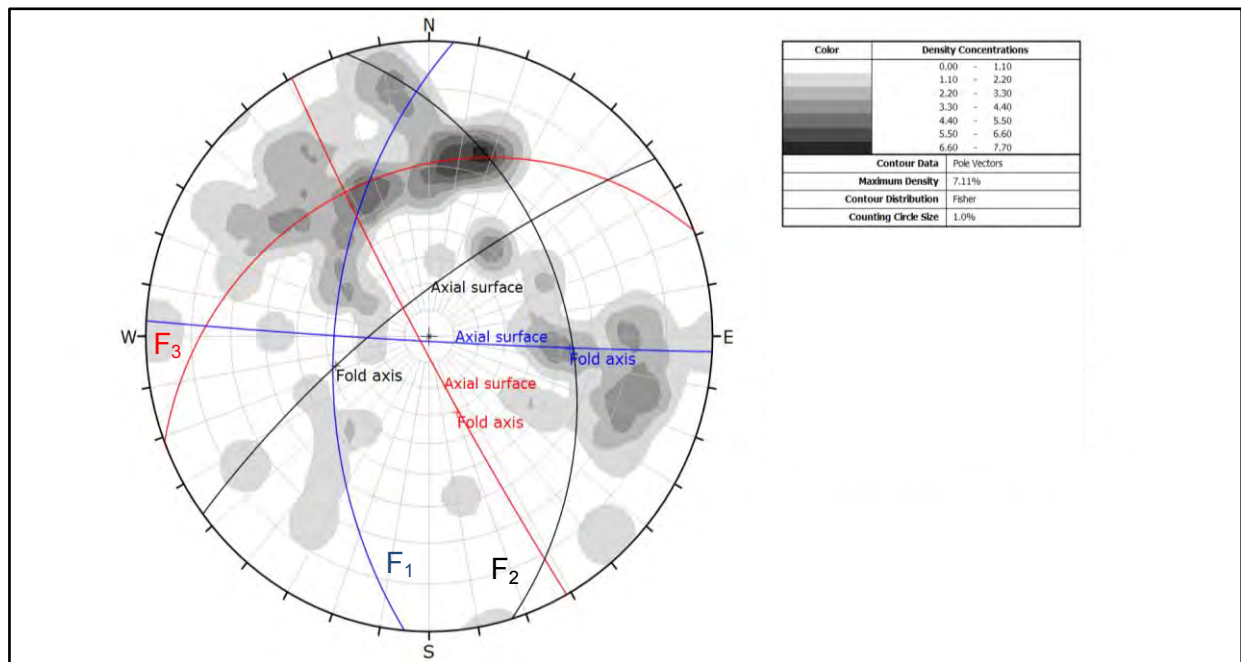 N
Color Density Concentrations
0.00 - 1.10
1.10 - 2.20
2.20 - 3.30
3.30 - 4.40
4.40 - 5.50
5.50 - 6.60
6.60 - 7.70
Contour Data Pole Vectors
Maximum Density 7.11%
Contour Distribution Fisher
Counting Circle Size 1.0%
Axial surface
W
Axial surface
E
F3
Fold axis
Fold axis
Axial surface
Fold axis
F1
F2
S